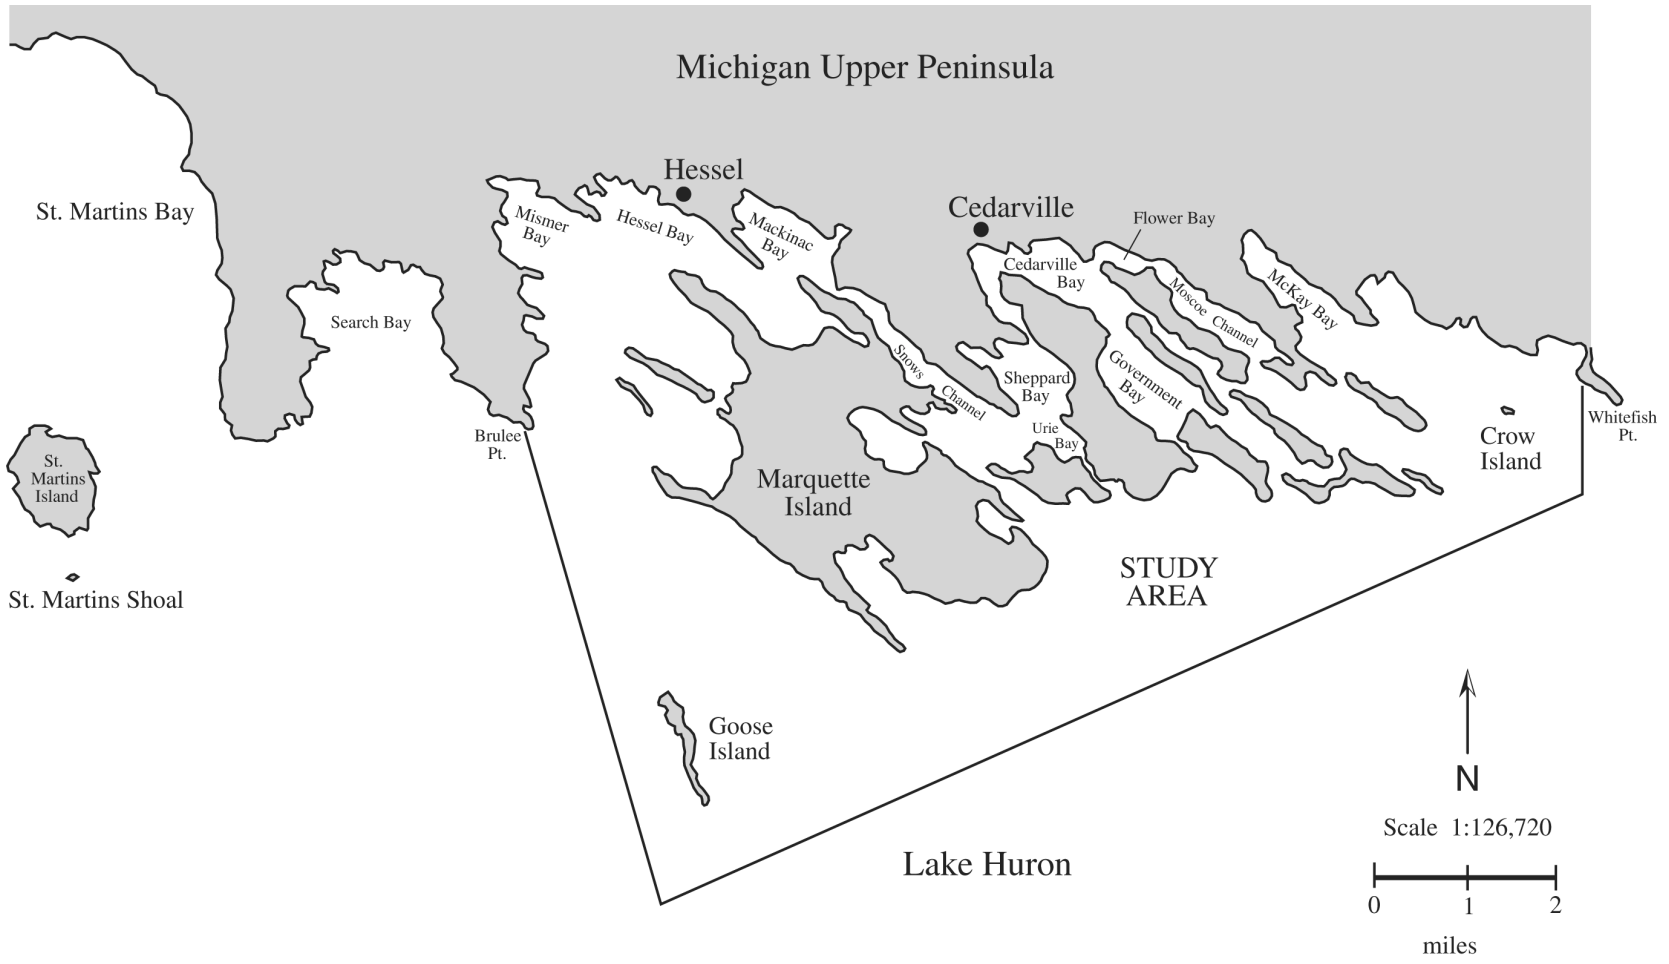 Michigan Upper Peninsula
Hessel
Cedarville
St. Martins Bay
Mismer
Bay
Hessel Bay
Mackinac
Bay
Flower Bay
Cedarville
Bay
Moscoe Channel
McKay Bay
Search Bay
Snows
Channel
Sheppard
Bay
Government
Bay
Urie
Bay
Brulee
Pt.
Whitefish
Pt.
Crow
Island
St.
Martins
Island
Marquette
Island
St. Martins Shoal
STUDY
AREA
Goose
Island
N
Scale 1:126,720
Lake Huron
0 1 2
miles